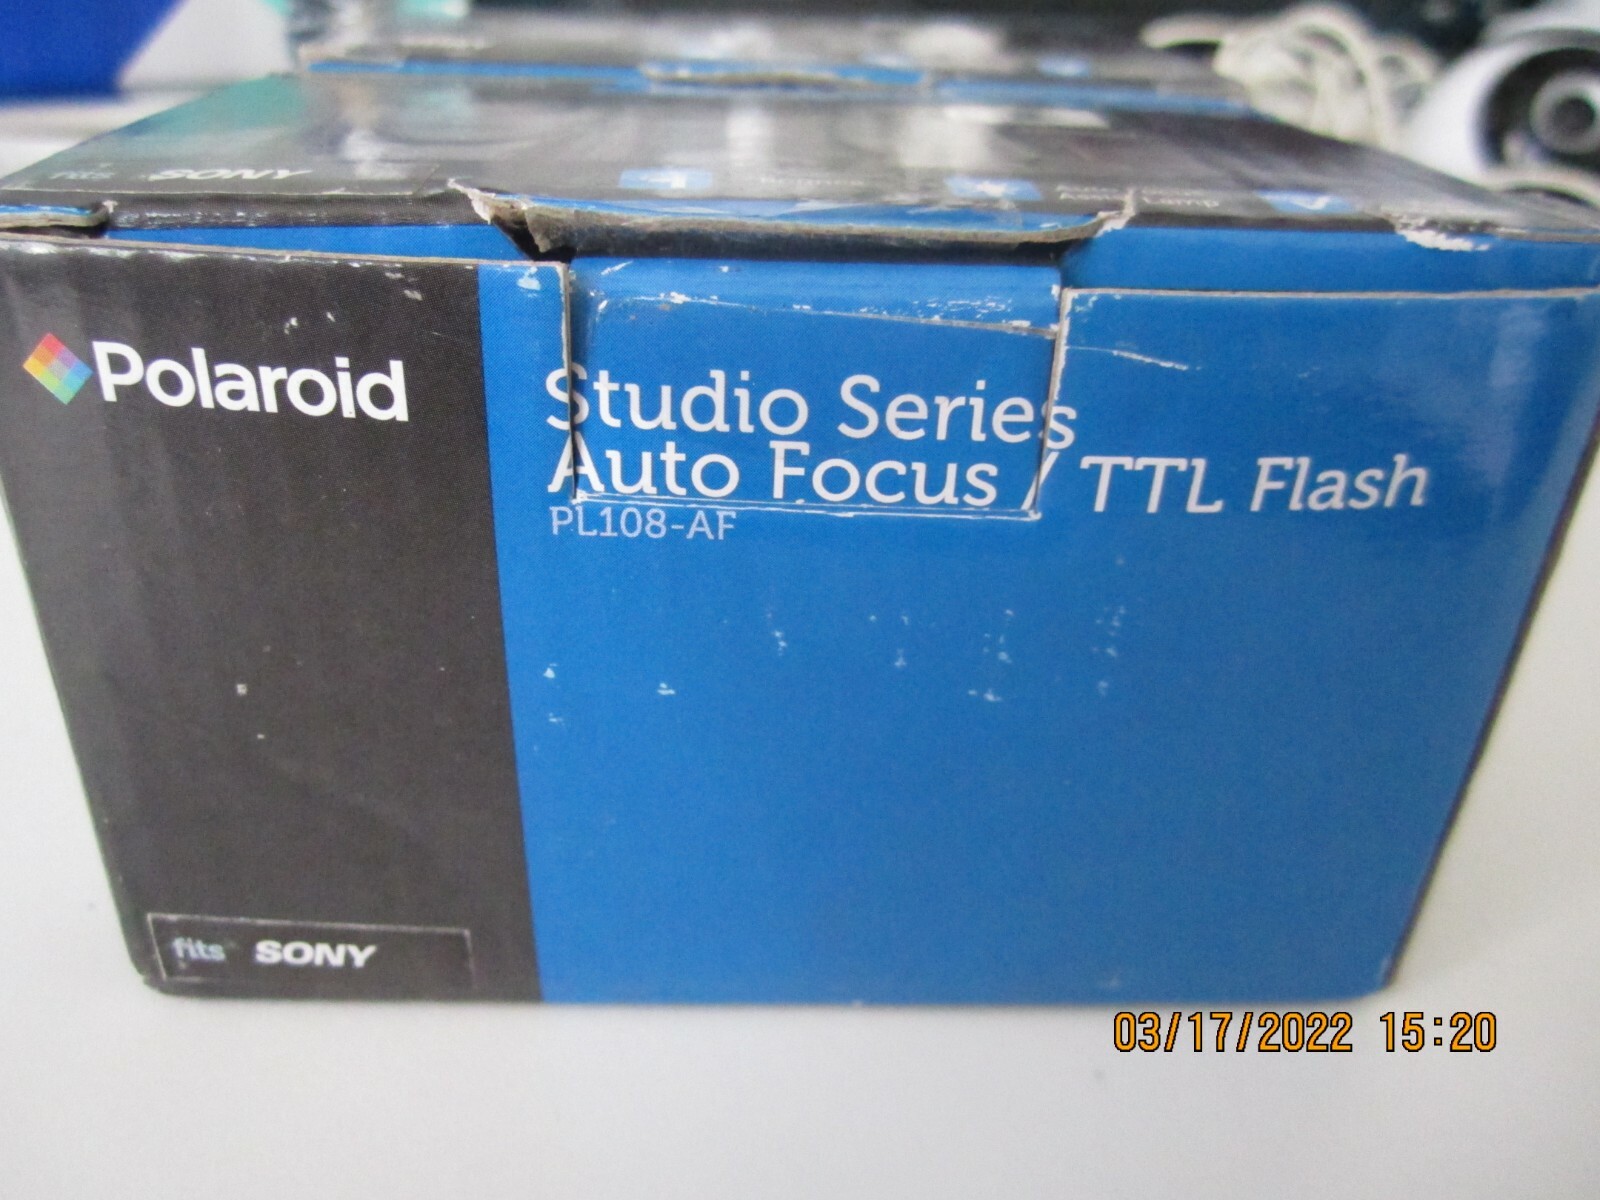 fits SONY
Polaroid
Studio Series
Auto Focus / TTL Flash
PL108-AF
fits SONY
03/17/2022 15:20